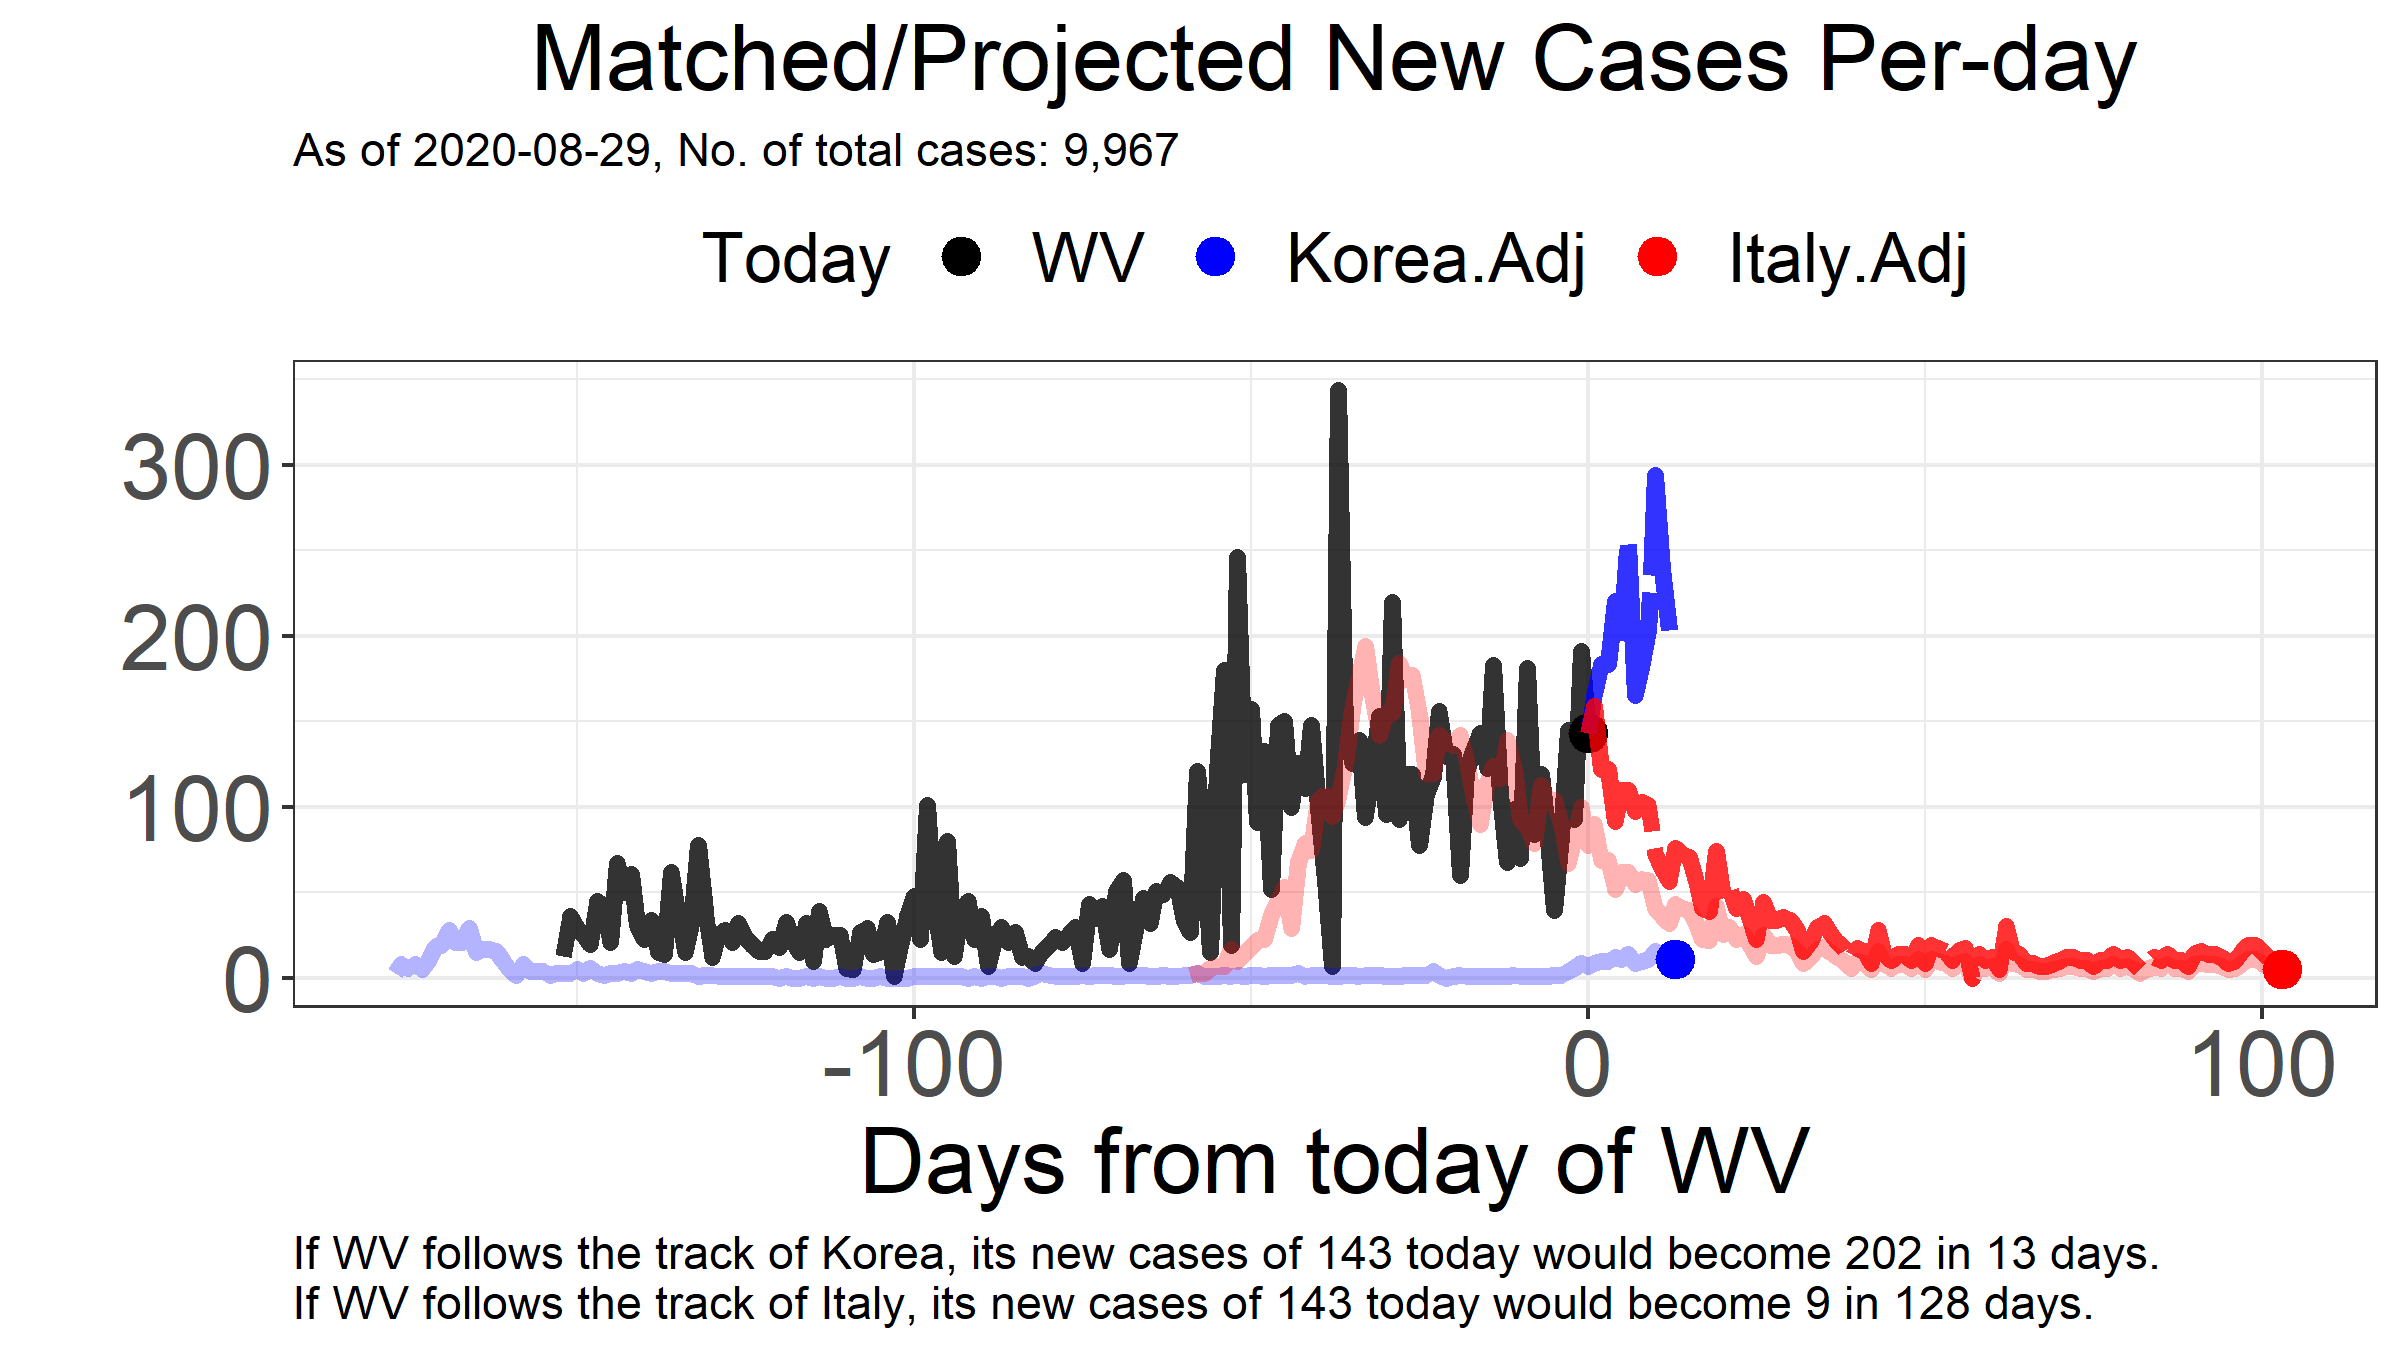 Matched/Projected New Cases Per-day
As of 2020-08-29, No. of total cases: 9,967
Today WV Korea.Adj Italy.Adj
300
200
100
0
-100 0 100
Days from today of WV
If WV follows the track of Korea, its new cases of 143 today would become 202 in 13 days.
If WV follows the track of Italy, its new cases of 143 today would become 9 in 128 days.